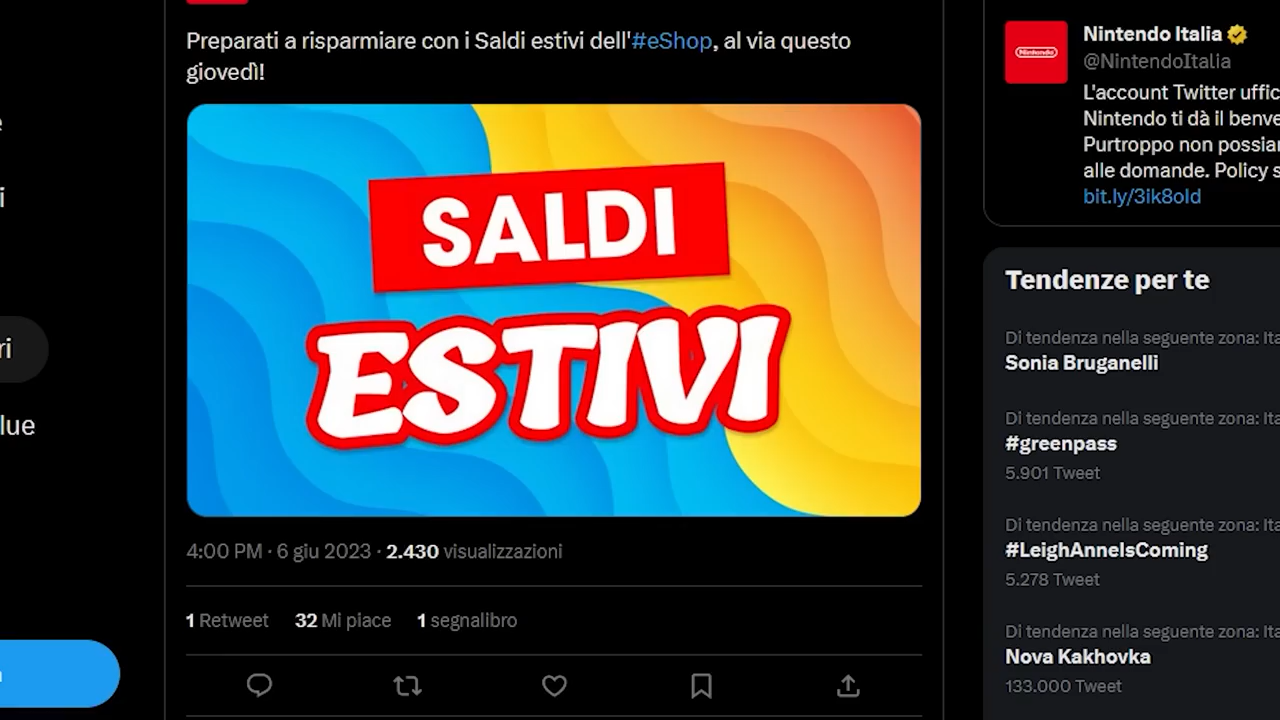 Preparati a risparmiare con i Saldi estivi dell'#eShop, al via questo
giovedì!
SALDI
ESTIVI
4:00 PM · 6 giu 2023 · 2.430 visualizzazioni
1 Retweet 32 Mi piace 1 segnalibro
Nintendo
Nintendo Italia
@NintendoItalia
L'account Twitter uffic
Nintendo ti dà il benve
Purtroppo non possiam
alle domande. Policy s
bit.ly/3ik8old
Tendenze per te
Di tendenza nella seguente zona: Ita
Sonia Bruganelli
Di tendenza nella seguente zona: Ita
#greenpass
5.901 Tweet
Di tendenza nella seguente zona: Ita
#LeighAnneIsComing
5.278 Tweet
Di tendenza nella seguente zona: Ita
Nova Kakhovka
133.000 Tweet
lue